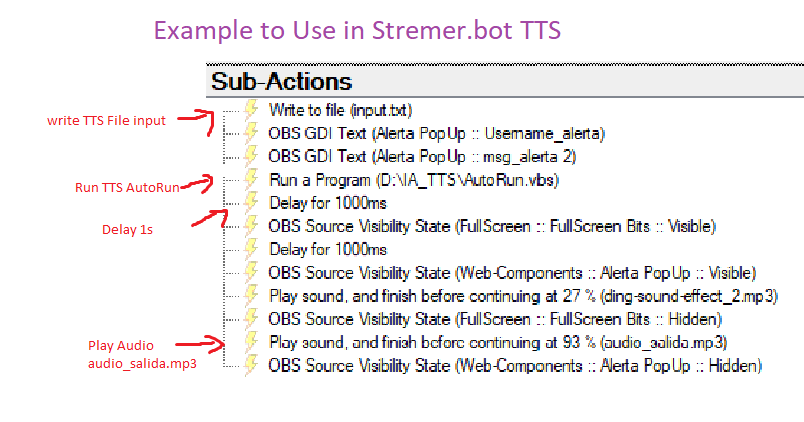 Example to Use in Stremer.bot TTS
Sub-Actions
write TTS File input
Write to file (input.txt)
OBS GDI Text (Alerta PopUp :: Username_alerta)
OBS GDI Text (Alerta PopUp :: msg_alerta 2)
Run TTS AutoRun
Run a Program (D:\IA_TTS\AutoRun.vbs)
Delay for 1000ms
Delay 1s
OBS Source Visibility State (FullScreen :: FullScreen Bits :: Visible)
Delay for 1000ms
OBS Source Visibility State (Web-Components :: Alerta PopUp :: Visible)
Play sound, and finish before continuing at 27 % (ding-sound-effect_2.mp3)
OBS Source Visibility State (FullScreen :: FullScreen Bits :: Hidden)
Play Audio
audio_salida.mp3
Play sound, and finish before continuing at 93 % (audio_salida.mp3)
OBS Source Visibility State (Web-Components :: Alerta PopUp :: Hidden)